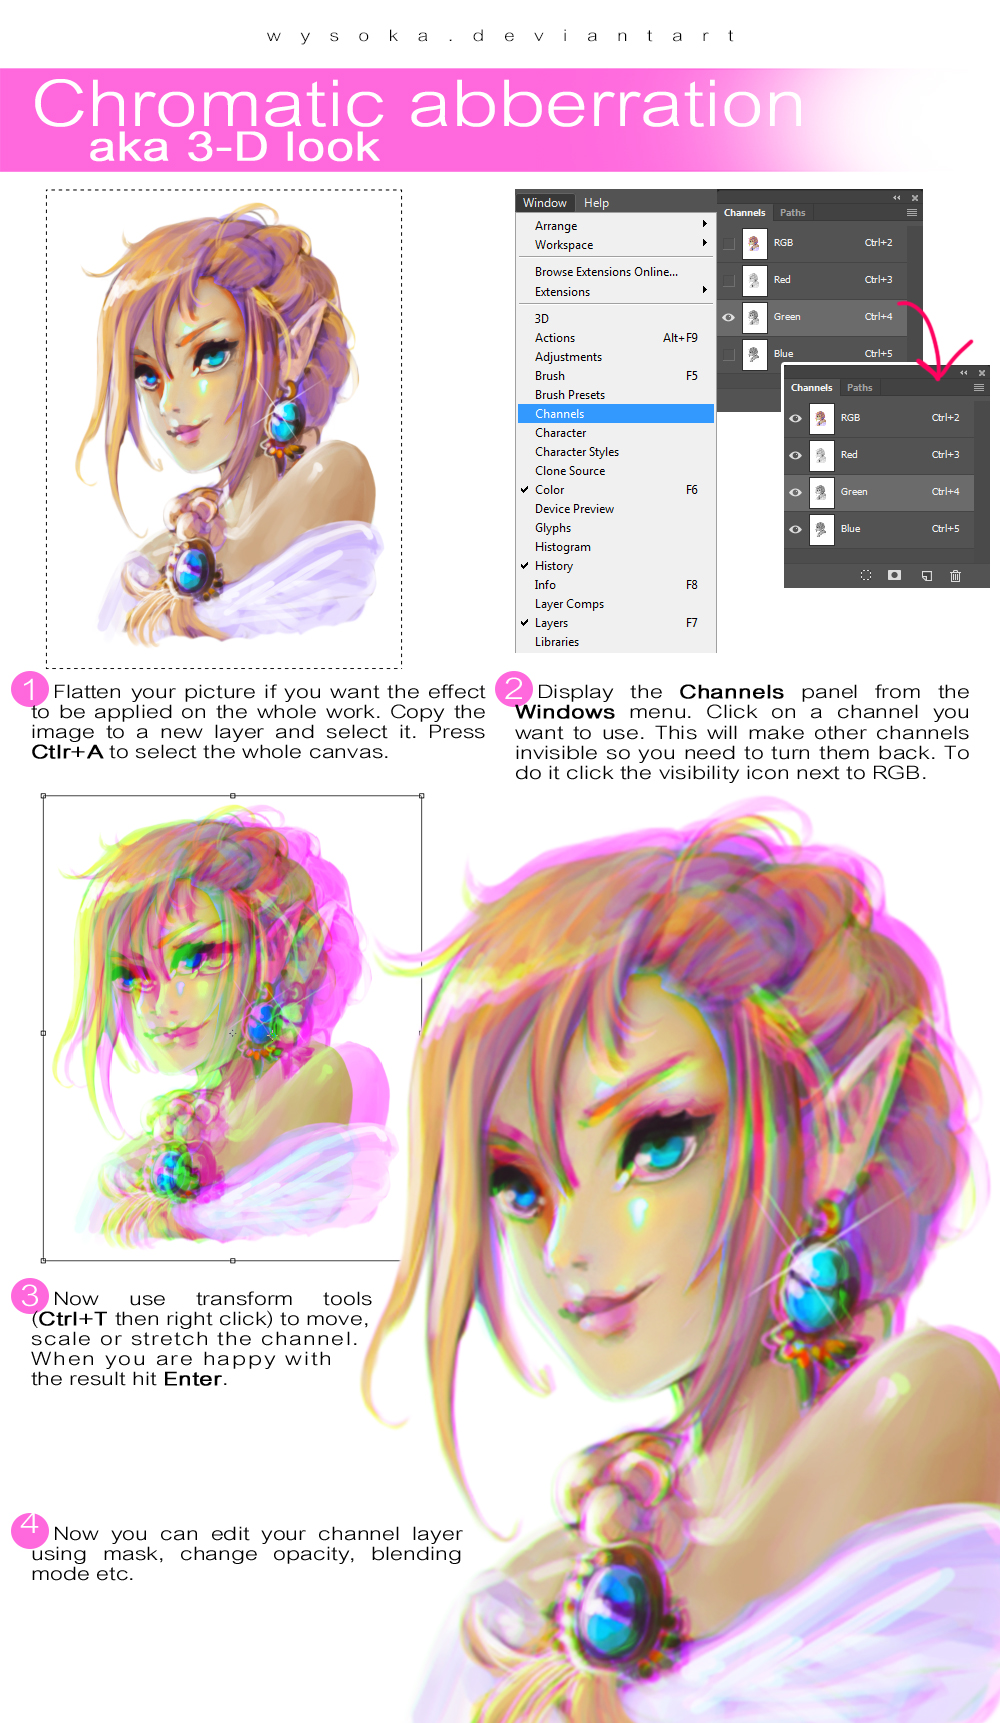 wysoka.deviantart
Chromatic abberration
aka 3-D look
Window Help
Arrange
Workspace
Browse Extensions Online...
Extensions
3D
Actions Alt+F9
Adjustments
Brush F5
Brush Presets
Channels
Character
Character Styles
Clone Source
Color F6
Device Preview
Glyphs
Histogram
History
Info F8
Layer Comps
Layers F7
Libraries
Channels Paths
RGB Ctrl+2
Red Ctrl+3
Green Ctrl+4
Blue Ctrl+5
Channels Paths
RGB Ctrl+2
Red Ctrl+3
Green Ctrl+4
Blue Ctrl+5
1 Flatten your picture if you want the effect
to be applied on the whole work. Copy the
image to a new layer and select it. Press
Ctlr+A to select the whole canvas.
2 Display the Channels panel from the
Windows menu. Click on a channel you
want to use. This will make other channels
invisible so you need to turn them back. To
do it click the visibility icon next to RGB.
3 Now use transform tools
(Ctrl+T then right click) to move,
scale or stretch the channel.
When you are happy with
the result hit Enter.
4 Now you can edit your channel layer
using mask, change opacity, blending
mode etc.